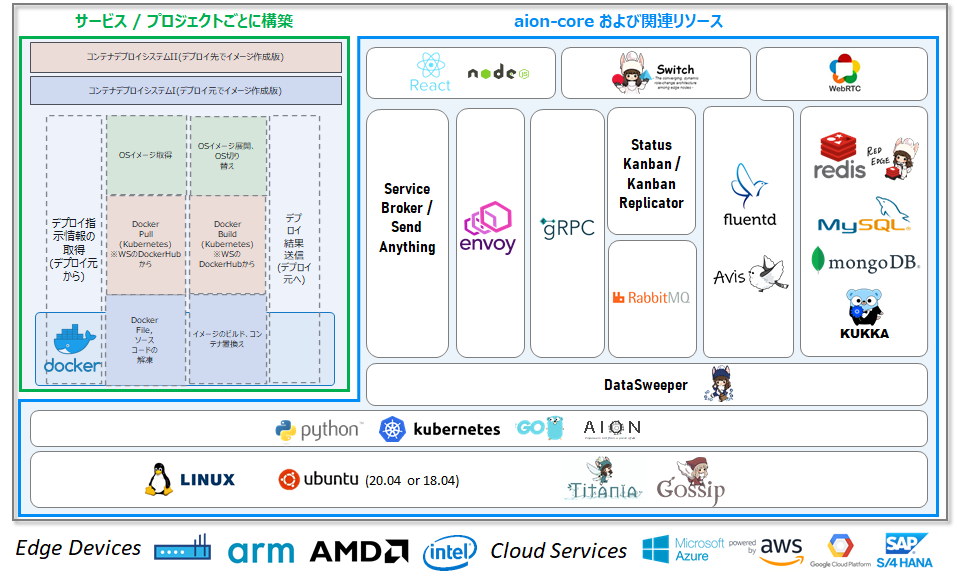 サービス / プロジェクトごとに構築
aion-core および関連リソース
コンテナデプロイシステムII(デプロイ先でイメージ作成版)
コンテナデプロイシステムI(デプロイ元でイメージ作成版)
デプロイ指
示情報の
取得
(デプロイ元
から)
OSイメージ取得
Docker
Pull
(Kubernetes)
※WSのDockerHub
から
Docker
File,
ソース
コードの
解凍
OSイメージ展開、
OS切り
替え
Docker
Build
(Kubernetes)
※WSの
DockerHubから
イメージのビルド、コン
テナ置換え
デプ
ロイ
結果
送信
(デプロイ
元へ)
docker
React
node
JS
Switch
The converging dynamic
role-change architecture
among edge nodes -
WebRTC
Service
Broker /
Send
Anything
envoy
gRPC
Status
Kanban /
Kanban
Replicator
RabbitMQ
fluentd
Avis
redis
RED EDGE
MySQL
mongoDB
KUKKA
DataSweeper
python
kubernetes
GO
AION
LINUX
ubuntu (20.04 or 18.04)
Titania
Gossip
Edge Devices
arm
AMD
intel
Cloud Services
Microsoft
Azure
powered by
aws
Google Cloud Platform
SAP
S/4 HANA